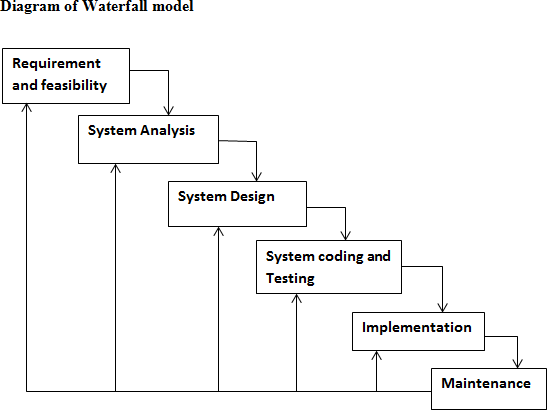 Diagram of Waterfall model
Requirement
and feasibility
System Analysis
System Design
System coding and
Testing
Implementation
Maintenance